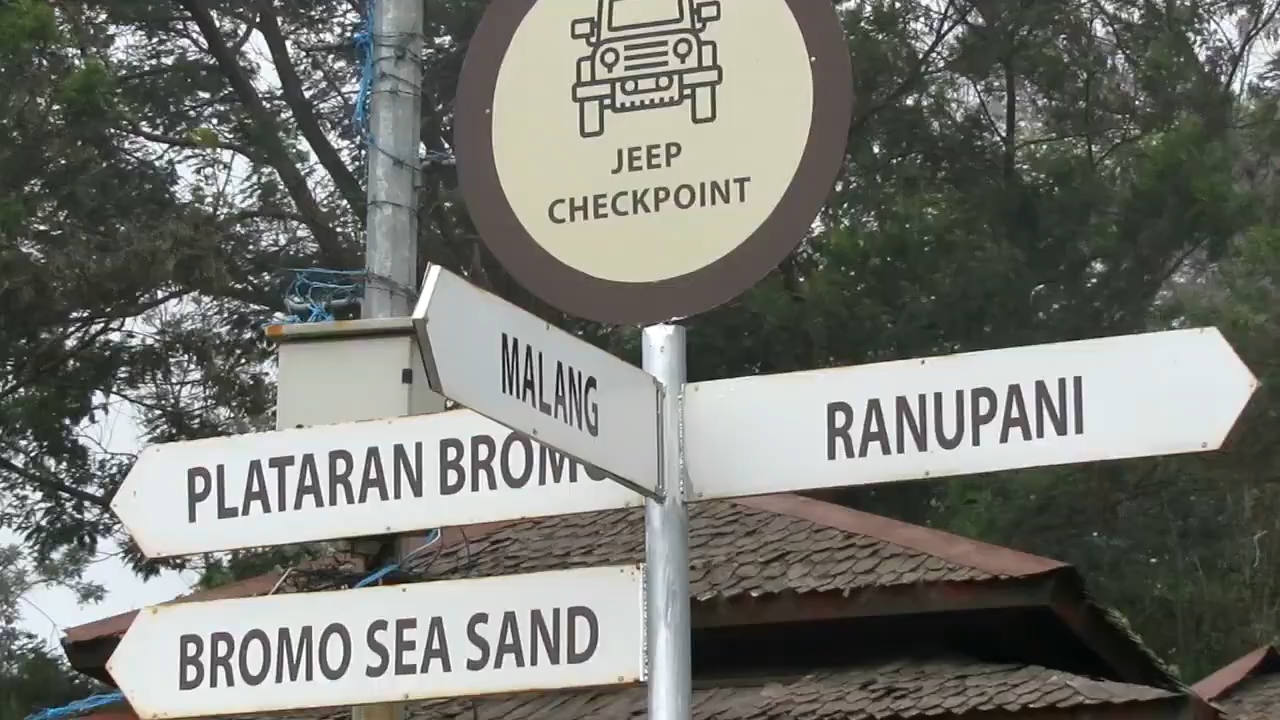 JEEP
CHECKPOINT
MALANG
RANUPANI
PLATARAN BROMO
BROMO SEA SAND